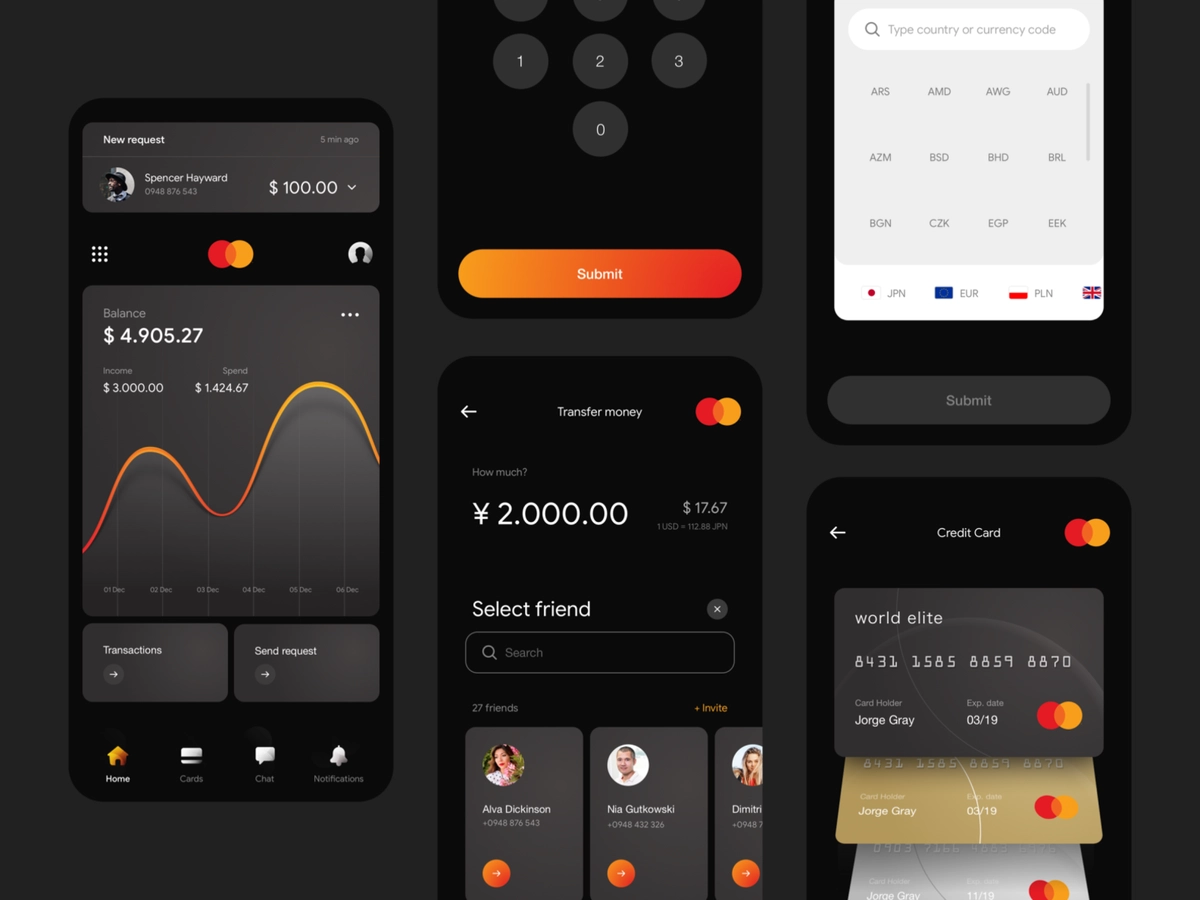 New request
5 min ago
Spencer Hayward
0948 876 543
$ 100.00
Balance
$ 4.905.27
Income
Spend
$ 3.000.00
$ 1.424.67
01 Dec
02 Dec
03 Dec
04 Dec
05 Dec
06 Dec
Transactions
Send request
Home
Cards
Chat
Notifications
1
2
3
0
Submit
Transfer money
How much?
¥ 2.000.00
$ 17.67
1 USD = 112.88 JPN
Select friend
Search
27 friends
+ Invite
Alva Dickinson
+0948 876 543
Nia Gutkowski
+0948 432 326
Dimitri
+0948 7
Type country or currency code
ARS AMD AWG AUD
AZM BSD BHD BRL
BGN CZK EGP EEK
JPN EUR PLN
Submit
Credit Card
world elite
8431 1585 8859 8870
Card Holder
Exp. date
Jorge Gray
03/19
8431 1585 8859 8870
Card Holder
Exp. date
Jorge Gray
03/19
Card Holder
Exp. date
Jorge Gray
11/19